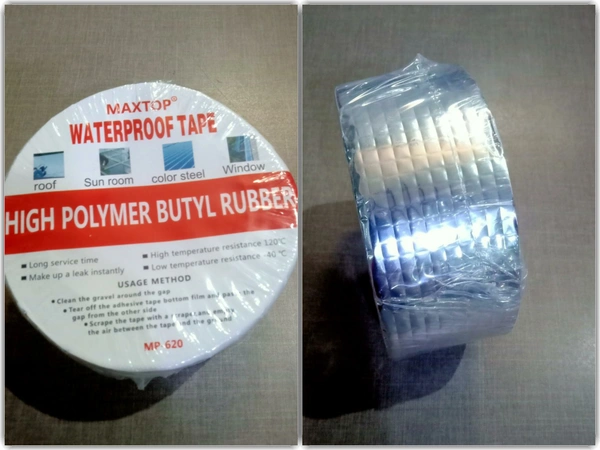 MAXTOP®
WATERPROOF TAPE
roof Sun room color steel Window
HIGH POLYMER BUTYL RUBBER
Long service time
High temperature resistance 120℃
Make up a leak instantly
Low temperature resistance -40℃
USAGE METHOD
Clean the gravel around the gap
Tear off the adhesive tape bottom film and the
gap from the other side
Scrape the tape with a
the air between the tape and the ground
MP-620